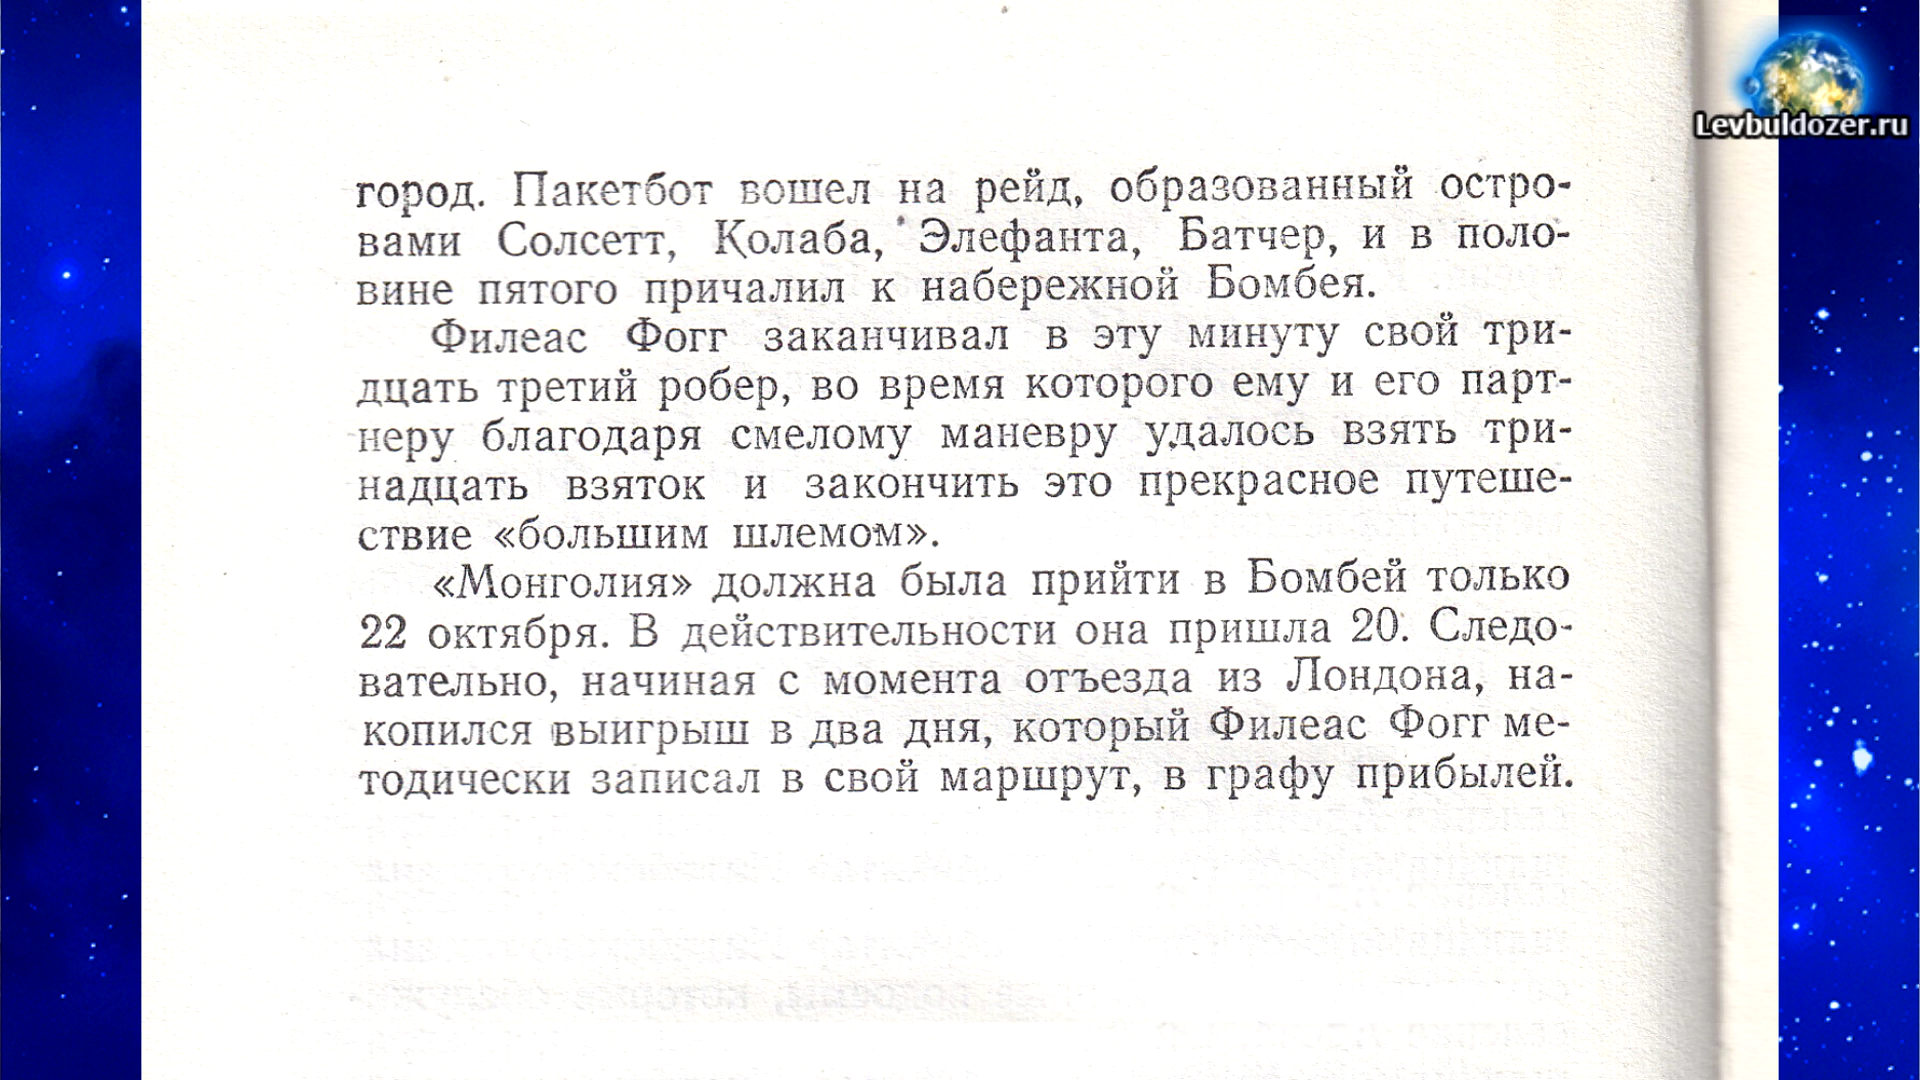 Levbuldozer.ru
город. Пакетбот вошел на рейд, образованный остро-
вами Солсетт, Колаба, Элефанта, Батчер, и в поло-
вине пятого причалил к набережной Бомбея.
Филеас Фогг заканчивал в эту минуту свой три-
дцать третий робер, во время которого ему и его парт-
неру благодаря смелому маневру удалось взять три-
надцать взяток и закончить это прекрасное путеше-
ствие «большим шлемом».
«Монголия» должна была прийти в Бомбей только
22 октября. В действительности она пришла 20. Следо-
вательно, начиная с момента отъезда из Лондона, на-
копился выигрыш в два дня, который Филеас Фогг ме-
тодически записал в свой маршрут, в графу прибылей.